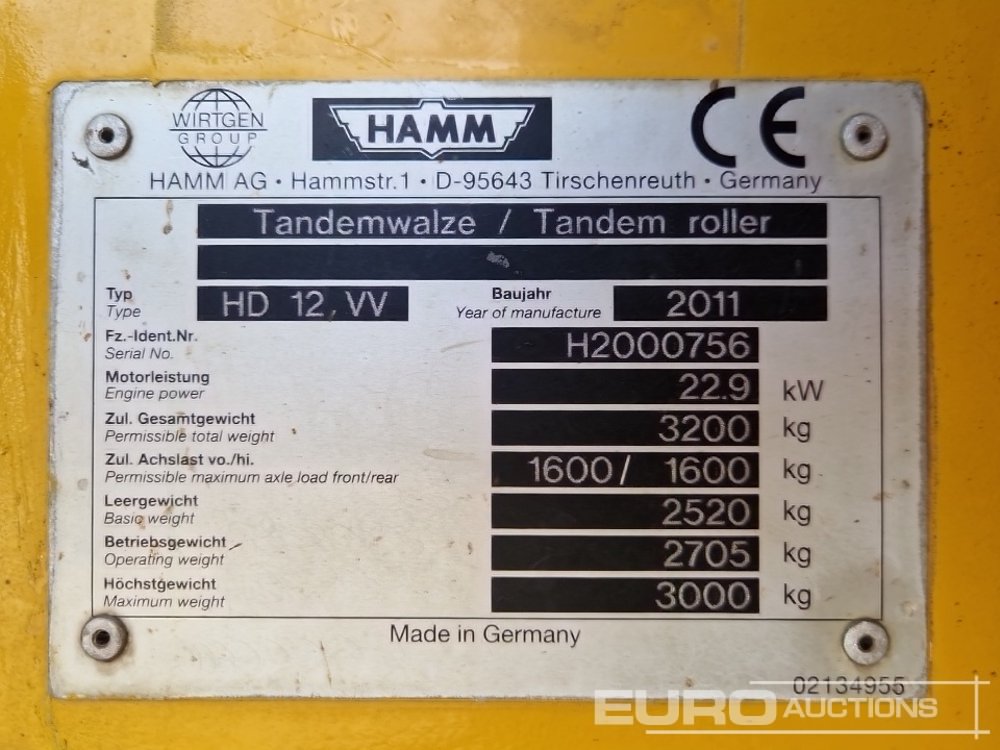 WIRTGEN
GROUP
HAMM
CE
HAMM AG · Hammstr.1 · D-95643 Tirschenreuth · Germany
Tandemwalze / Tandem roller
Typ
Type
HD 12 VV
Baujahr
Year of manufacture
2011
Fz.-Ident.Nr.
Serial No.
H2000756
Motorleistung
Engine power
22.9 kW
Zul. Gesamtgewicht
Permissible total weight
3200 kg
Zul. Achslast vo./hi.
Permissible maximum axle load front/rear
1600/ 1600 kg
Leergewicht
Basic weight
2520 kg
Betriebsgewicht
Operating weight
2705 kg
Höchstgewicht
Maximum weight
3000 kg
Made in Germany
02134955
EURO AUCTIONS